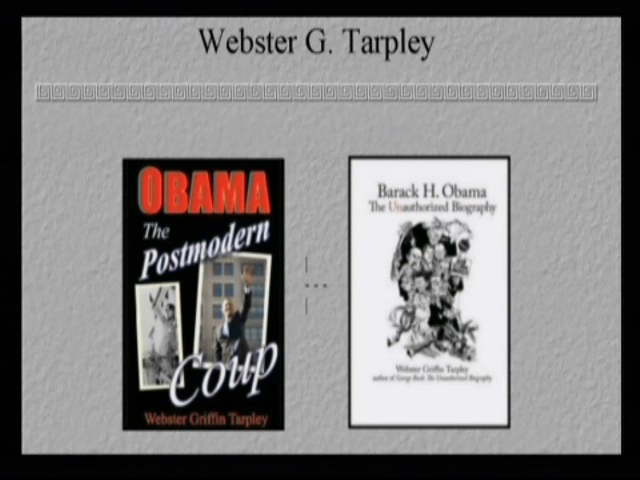 Webster G. Tarpley
OBAMA
The
Postmodern
Coup
Webster Griffin Tarpley
Barack H. Obama
The Unauthorized Biography
Webster Griffin Tarpley
author of George Bush: The Unauthorized Biography